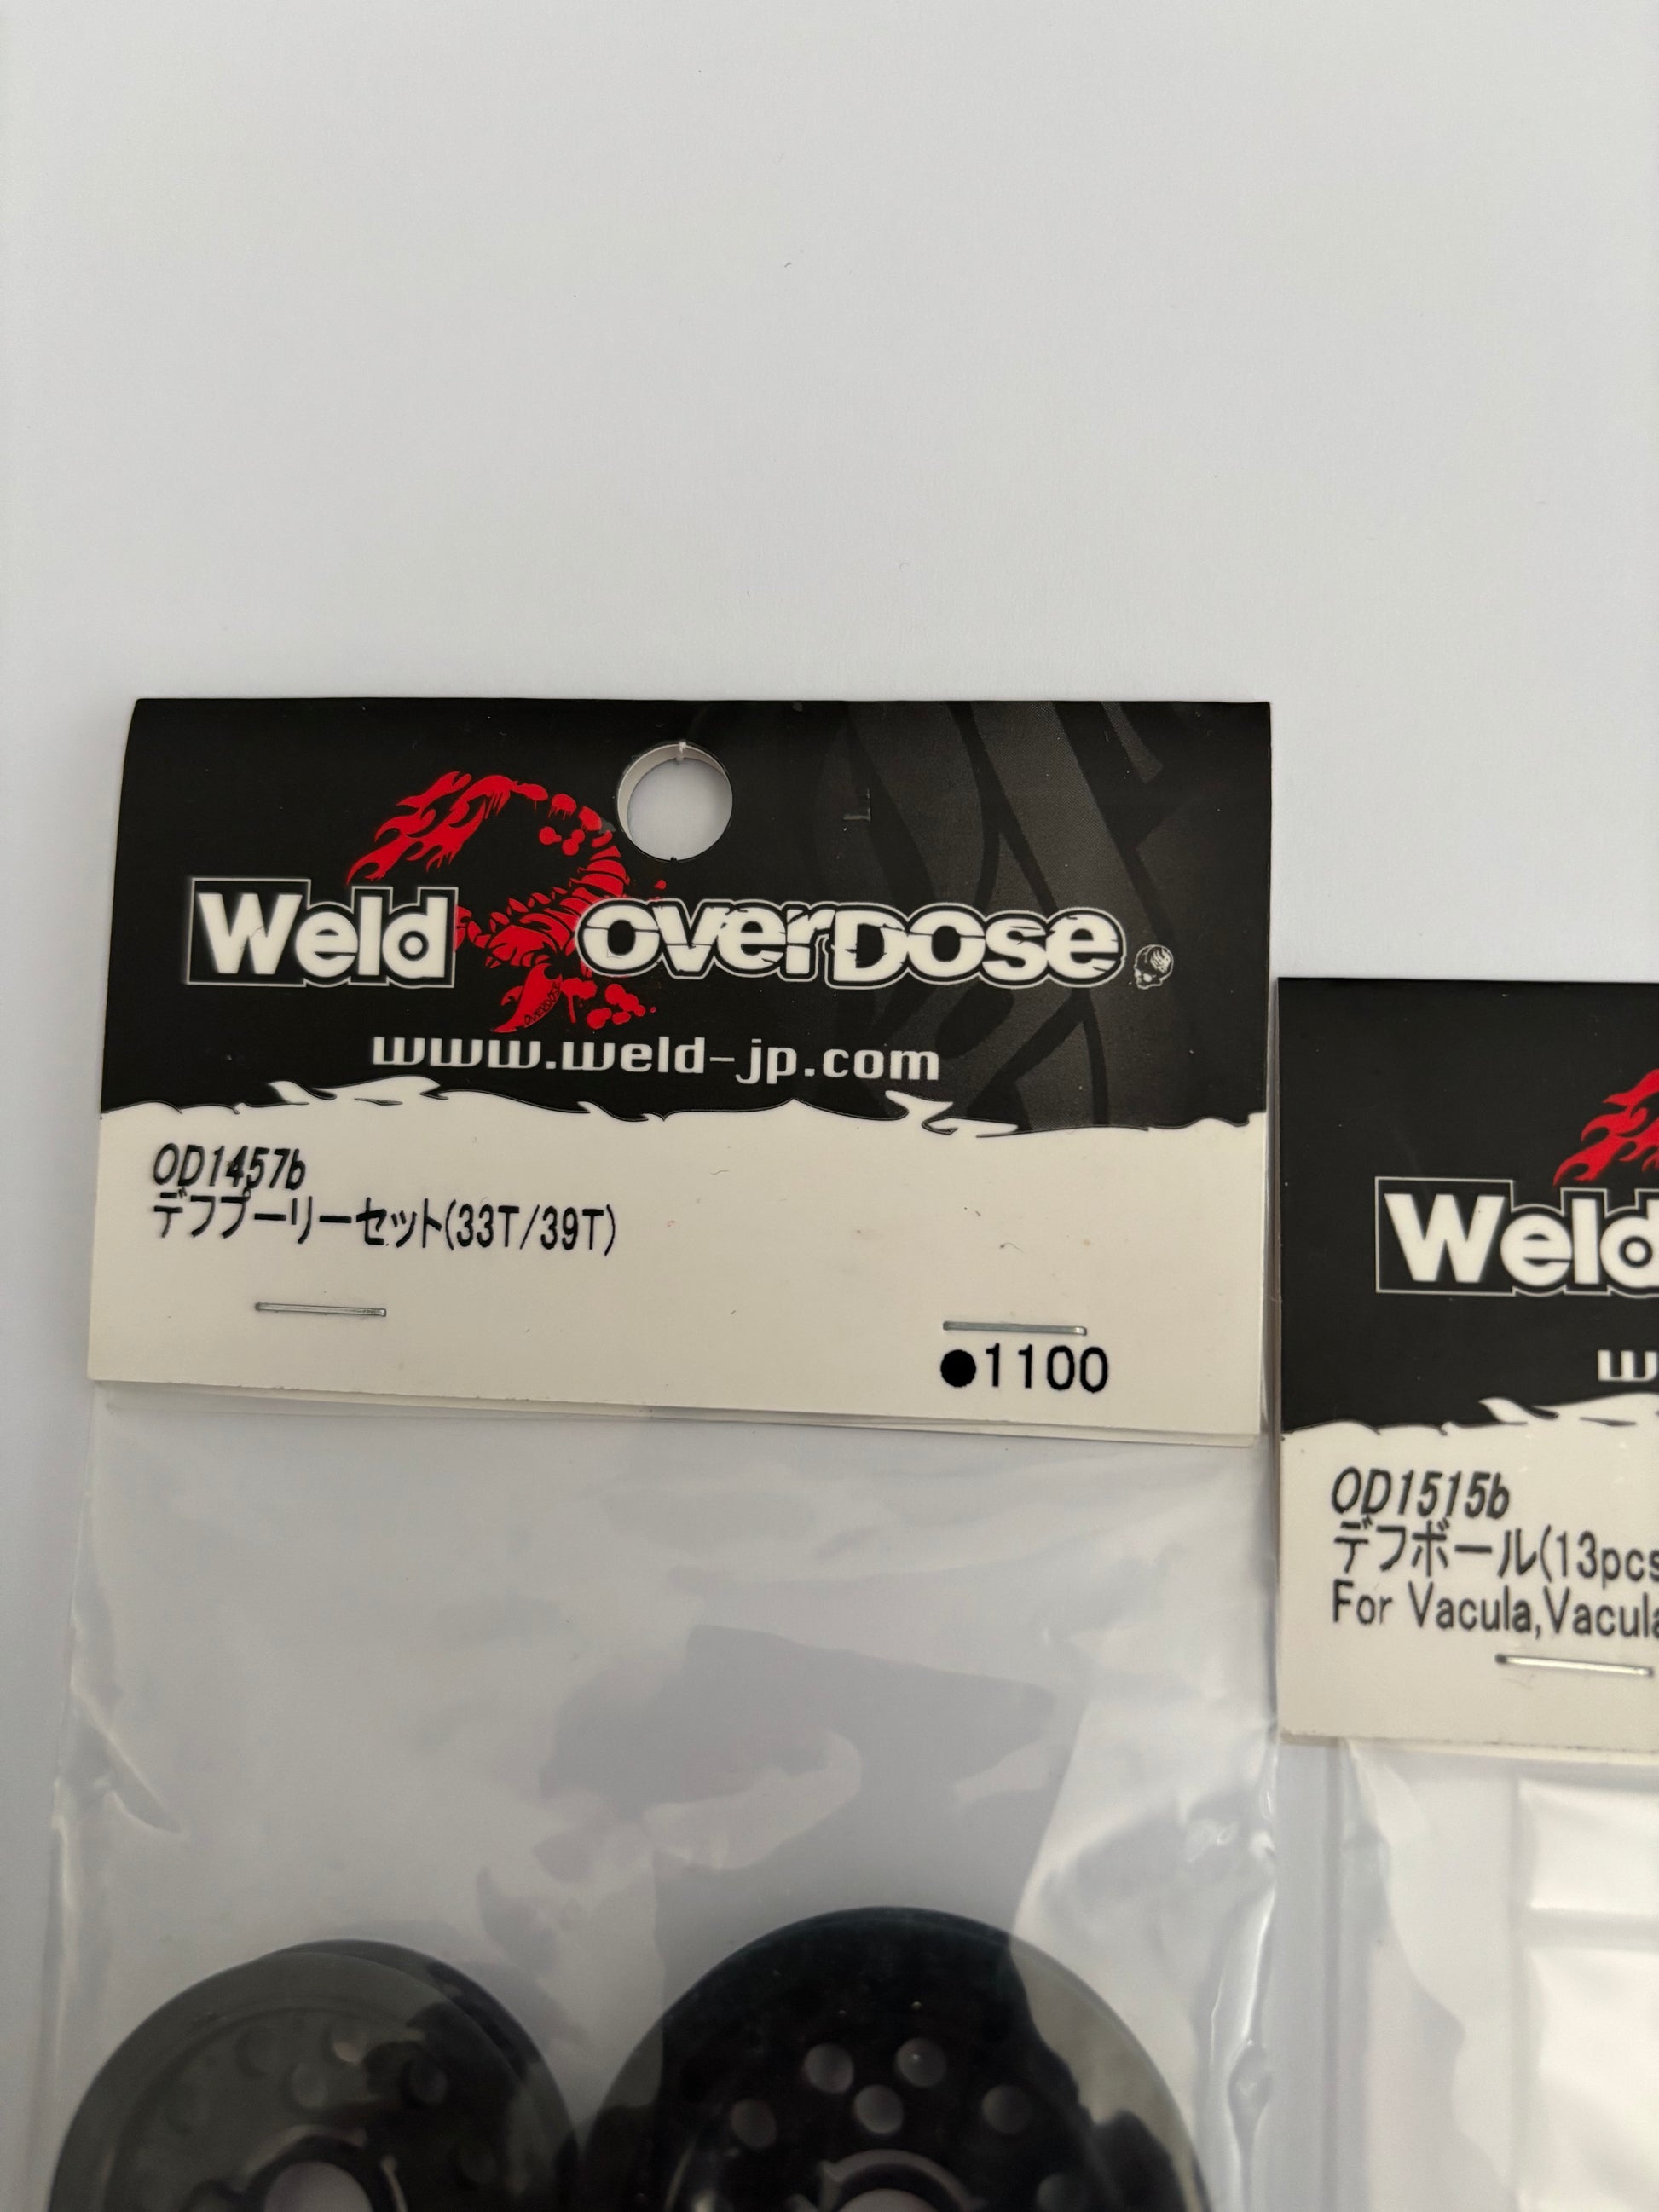 Weld overDose
www.weld-jp.com
OD1457b
デフプーリーセット(33T/39T)
●1100
Weld
OD1515b
デフボール(13pcs
For Vacula,Vacula